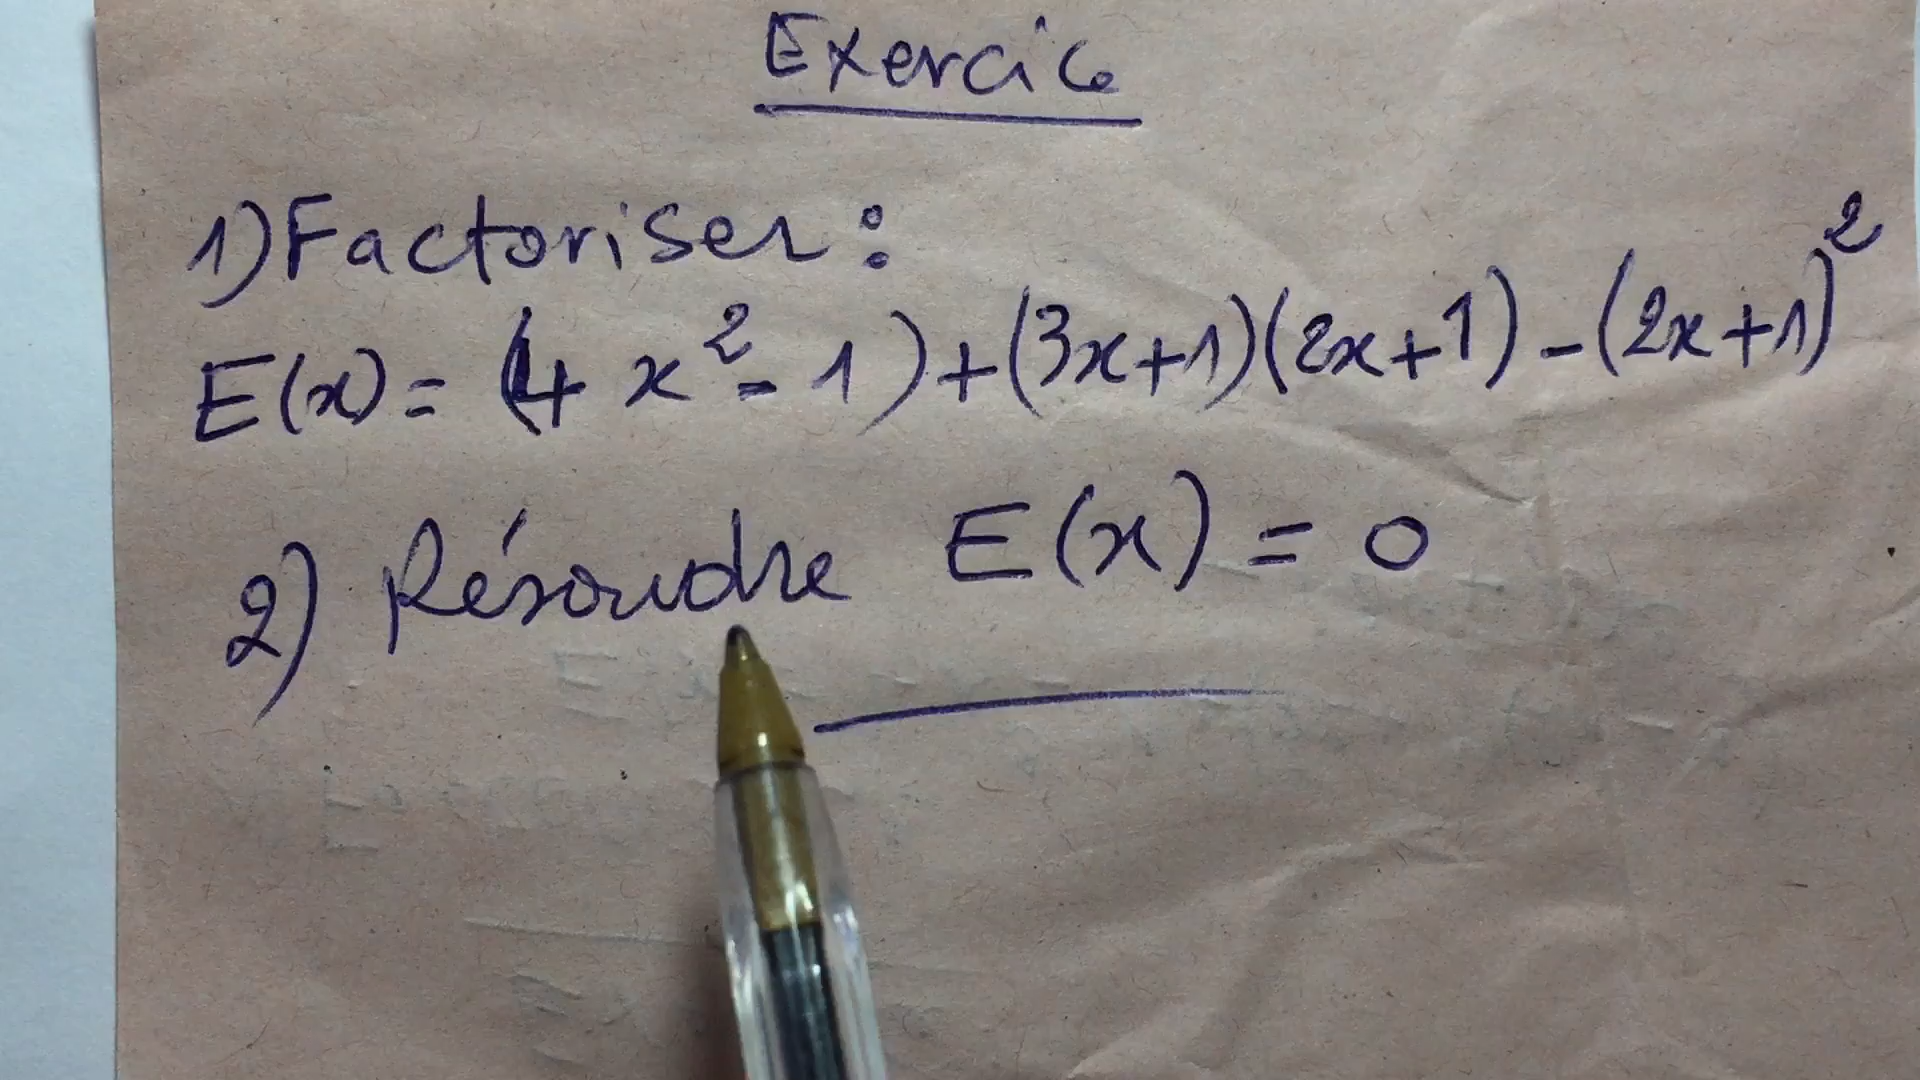 Exercice
1) Factoriser :
E(x) = (4x² - 1) + (3x+1)(2x+1) - (2x+1)²
2) Résoudre E(x) = 0